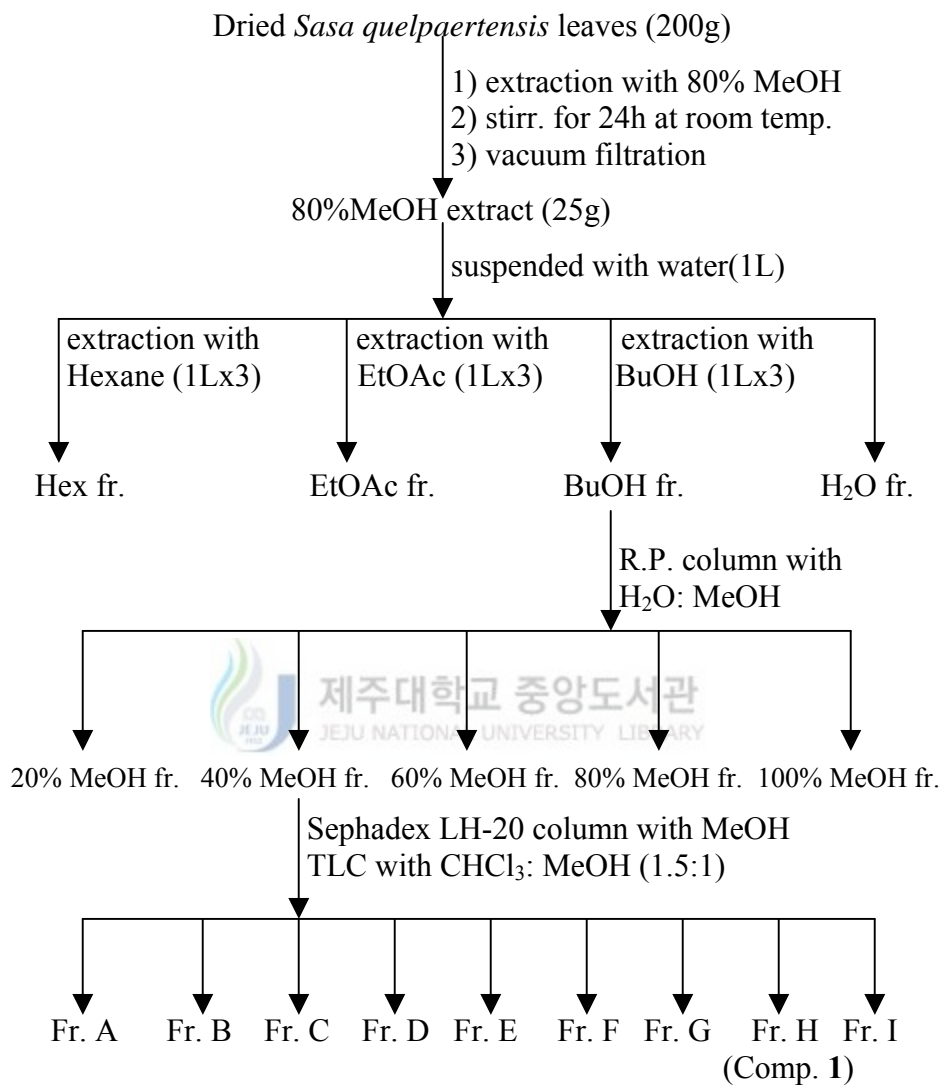 Dried Sasa quelpaertensis leaves (200g)
1) extraction with 80% MeOH
2) stirr. for 24h at room temp.
3) vacuum filtration
80%MeOH extract (25g)
suspended with water(1L)
extraction with
Hexane (1Lx3)
extraction with
EtOAc (1Lx3)
extraction with
BuOH (1Lx3)
Hex fr.
EtOAc fr.
BuOH fr.
H₂O fr.
R.P. column with
H₂O: MeOH
제주대학교 중앙도서관
JEJU NATIONAL UNIVERSITY LIBRARY
JEJU
1952
20% MeOH fr.
40% MeOH fr.
60% MeOH fr.
80% MeOH fr.
100% MeOH fr.
Sephadex LH-20 column with MeOH
TLC with CHCl₃: MeOH (1.5:1)
Fr. A
Fr. B
Fr. C
Fr. D
Fr. E
Fr. F
Fr. G
Fr. H
Fr. I
(Comp. 1)